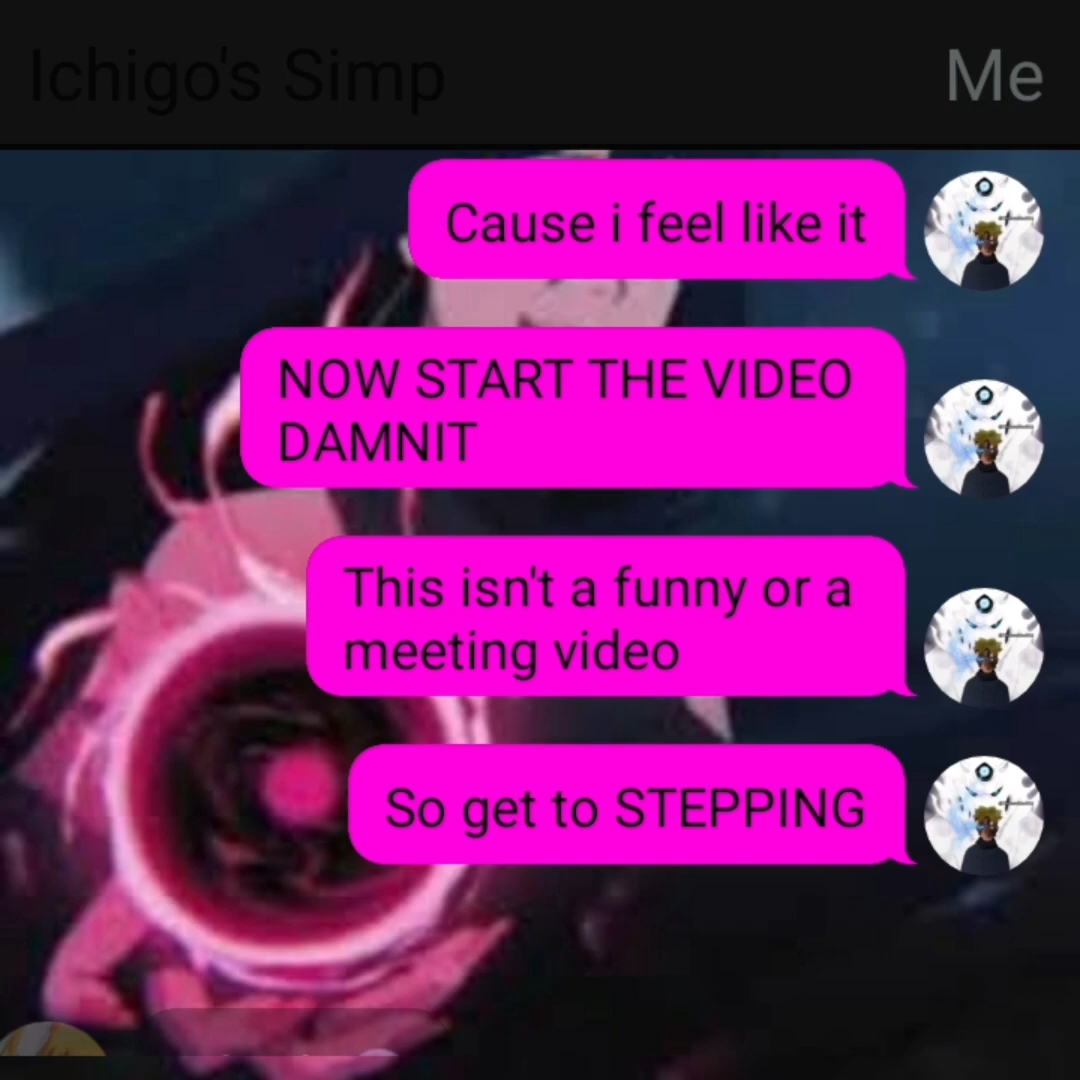 Ichigo's Simp
Me
Cause i feel like it
NOW START THE VIDEO
DAMNIT
This isn't a funny or a
meeting video
So get to STEPPING